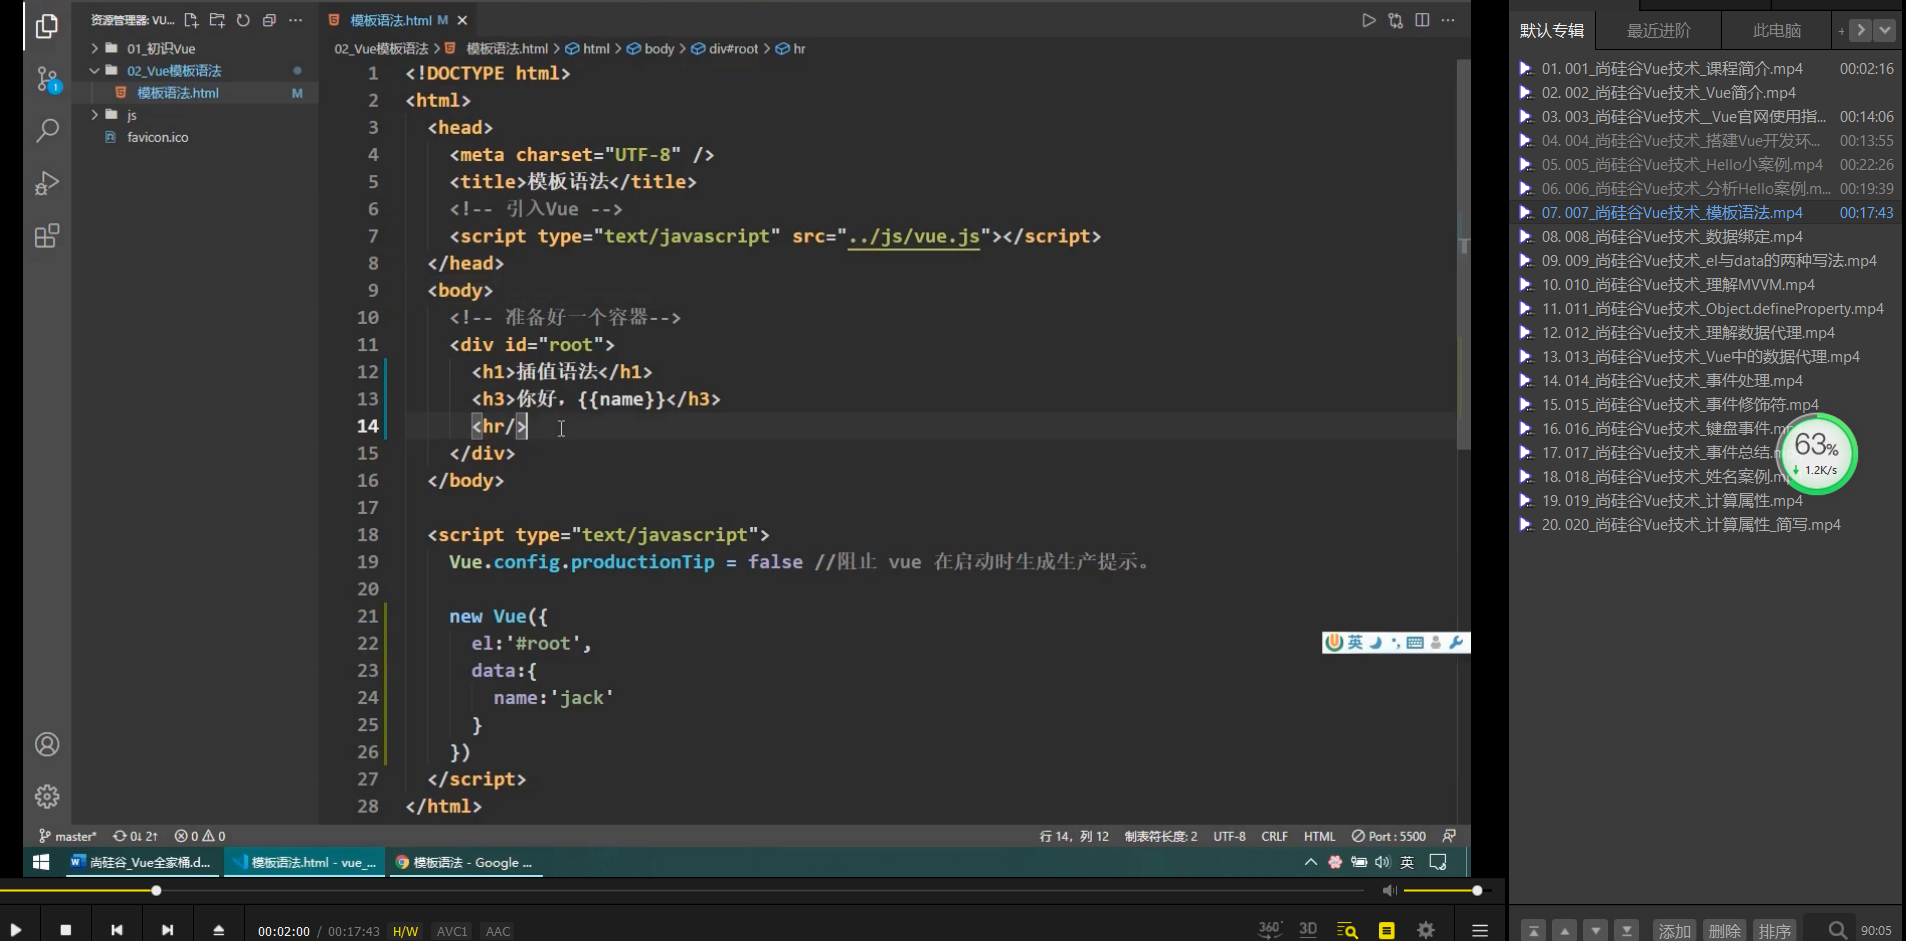 资源管理器: VU...
01_初识Vue
02_Vue模板语法
模板语法.html M
js
favicon.ico
模板语法.html M
02_Vue模板语法 > 模板语法.html > html > body > div#root > hr
1 <!DOCTYPE html>
2 <html>
3 <head>
4 <meta charset="UTF-8" />
5 <title>模板语法</title>
6 <!-- 引入Vue -->
7 <script type="text/javascript" src="../js/vue.js"></script>
8 </head>
9 <body>
10 <!-- 准备好一个容器-->
11 <div id="root">
12 <h1>插值语法</h1>
13 <h3>你好，{{name}}</h3>
14 <hr/>
15 </div>
16 </body>
17
18 <script type="text/javascript">
19 Vue.config.productionTip = false //阻止 vue 在启动时生成生产提示。
20
21 new Vue({
22 el:'#root',
23 data:{
24 name:'jack'
25 }
26 })
27 </script>
28 </html>
英
master* 0↓ 2↑ 0 0 行 14，列 12 制表符长度: 2 UTF-8 CRLF HTML Port : 5500
尚硅谷_Vue全家桶.d... 模板语法.html - vue_... 模板语法 - Google ... 英
00:02:00 / 00:17:43 H/W AVC1 AAC 360° 3D
默认专辑 最近进阶 此电脑 +
01. 001_尚硅谷Vue技术_课程简介.mp4 00:02:16
02. 002_尚硅谷Vue技术_Vue简介.mp4
03. 003_尚硅谷Vue技术__Vue官网使用指... 00:14:06
04. 004_尚硅谷Vue技术_搭建Vue开发环... 00:13:55
05. 005_尚硅谷Vue技术_Hello小案例.mp4 00:22:26
06. 006_尚硅谷Vue技术_分析Hello案例.m... 00:19:39
07. 007_尚硅谷Vue技术_模板语法.mp4 00:17:43
08. 008_尚硅谷Vue技术_数据绑定.mp4
09. 009_尚硅谷Vue技术_el与data的两种写法.mp4
10. 010_尚硅谷Vue技术_理解MVVM.mp4
11. 011_尚硅谷Vue技术_Object.defineProperty.mp4
12. 012_尚硅谷Vue技术_理解数据代理.mp4
13. 013_尚硅谷Vue技术_Vue中的数据代理.mp4
14. 014_尚硅谷Vue技术_事件处理.mp4
15. 015_尚硅谷Vue技术_事件修饰符.mp4
16. 016_尚硅谷Vue技术_键盘事件.m
17. 017_尚硅谷Vue技术_事件总结.m
18. 018_尚硅谷Vue技术_姓名案例.m
19. 019_尚硅谷Vue技术_计算属性.mp4
20. 020_尚硅谷Vue技术_计算属性_简写.mp4
63%
1.2K/s
添加 删除 排序 90:05